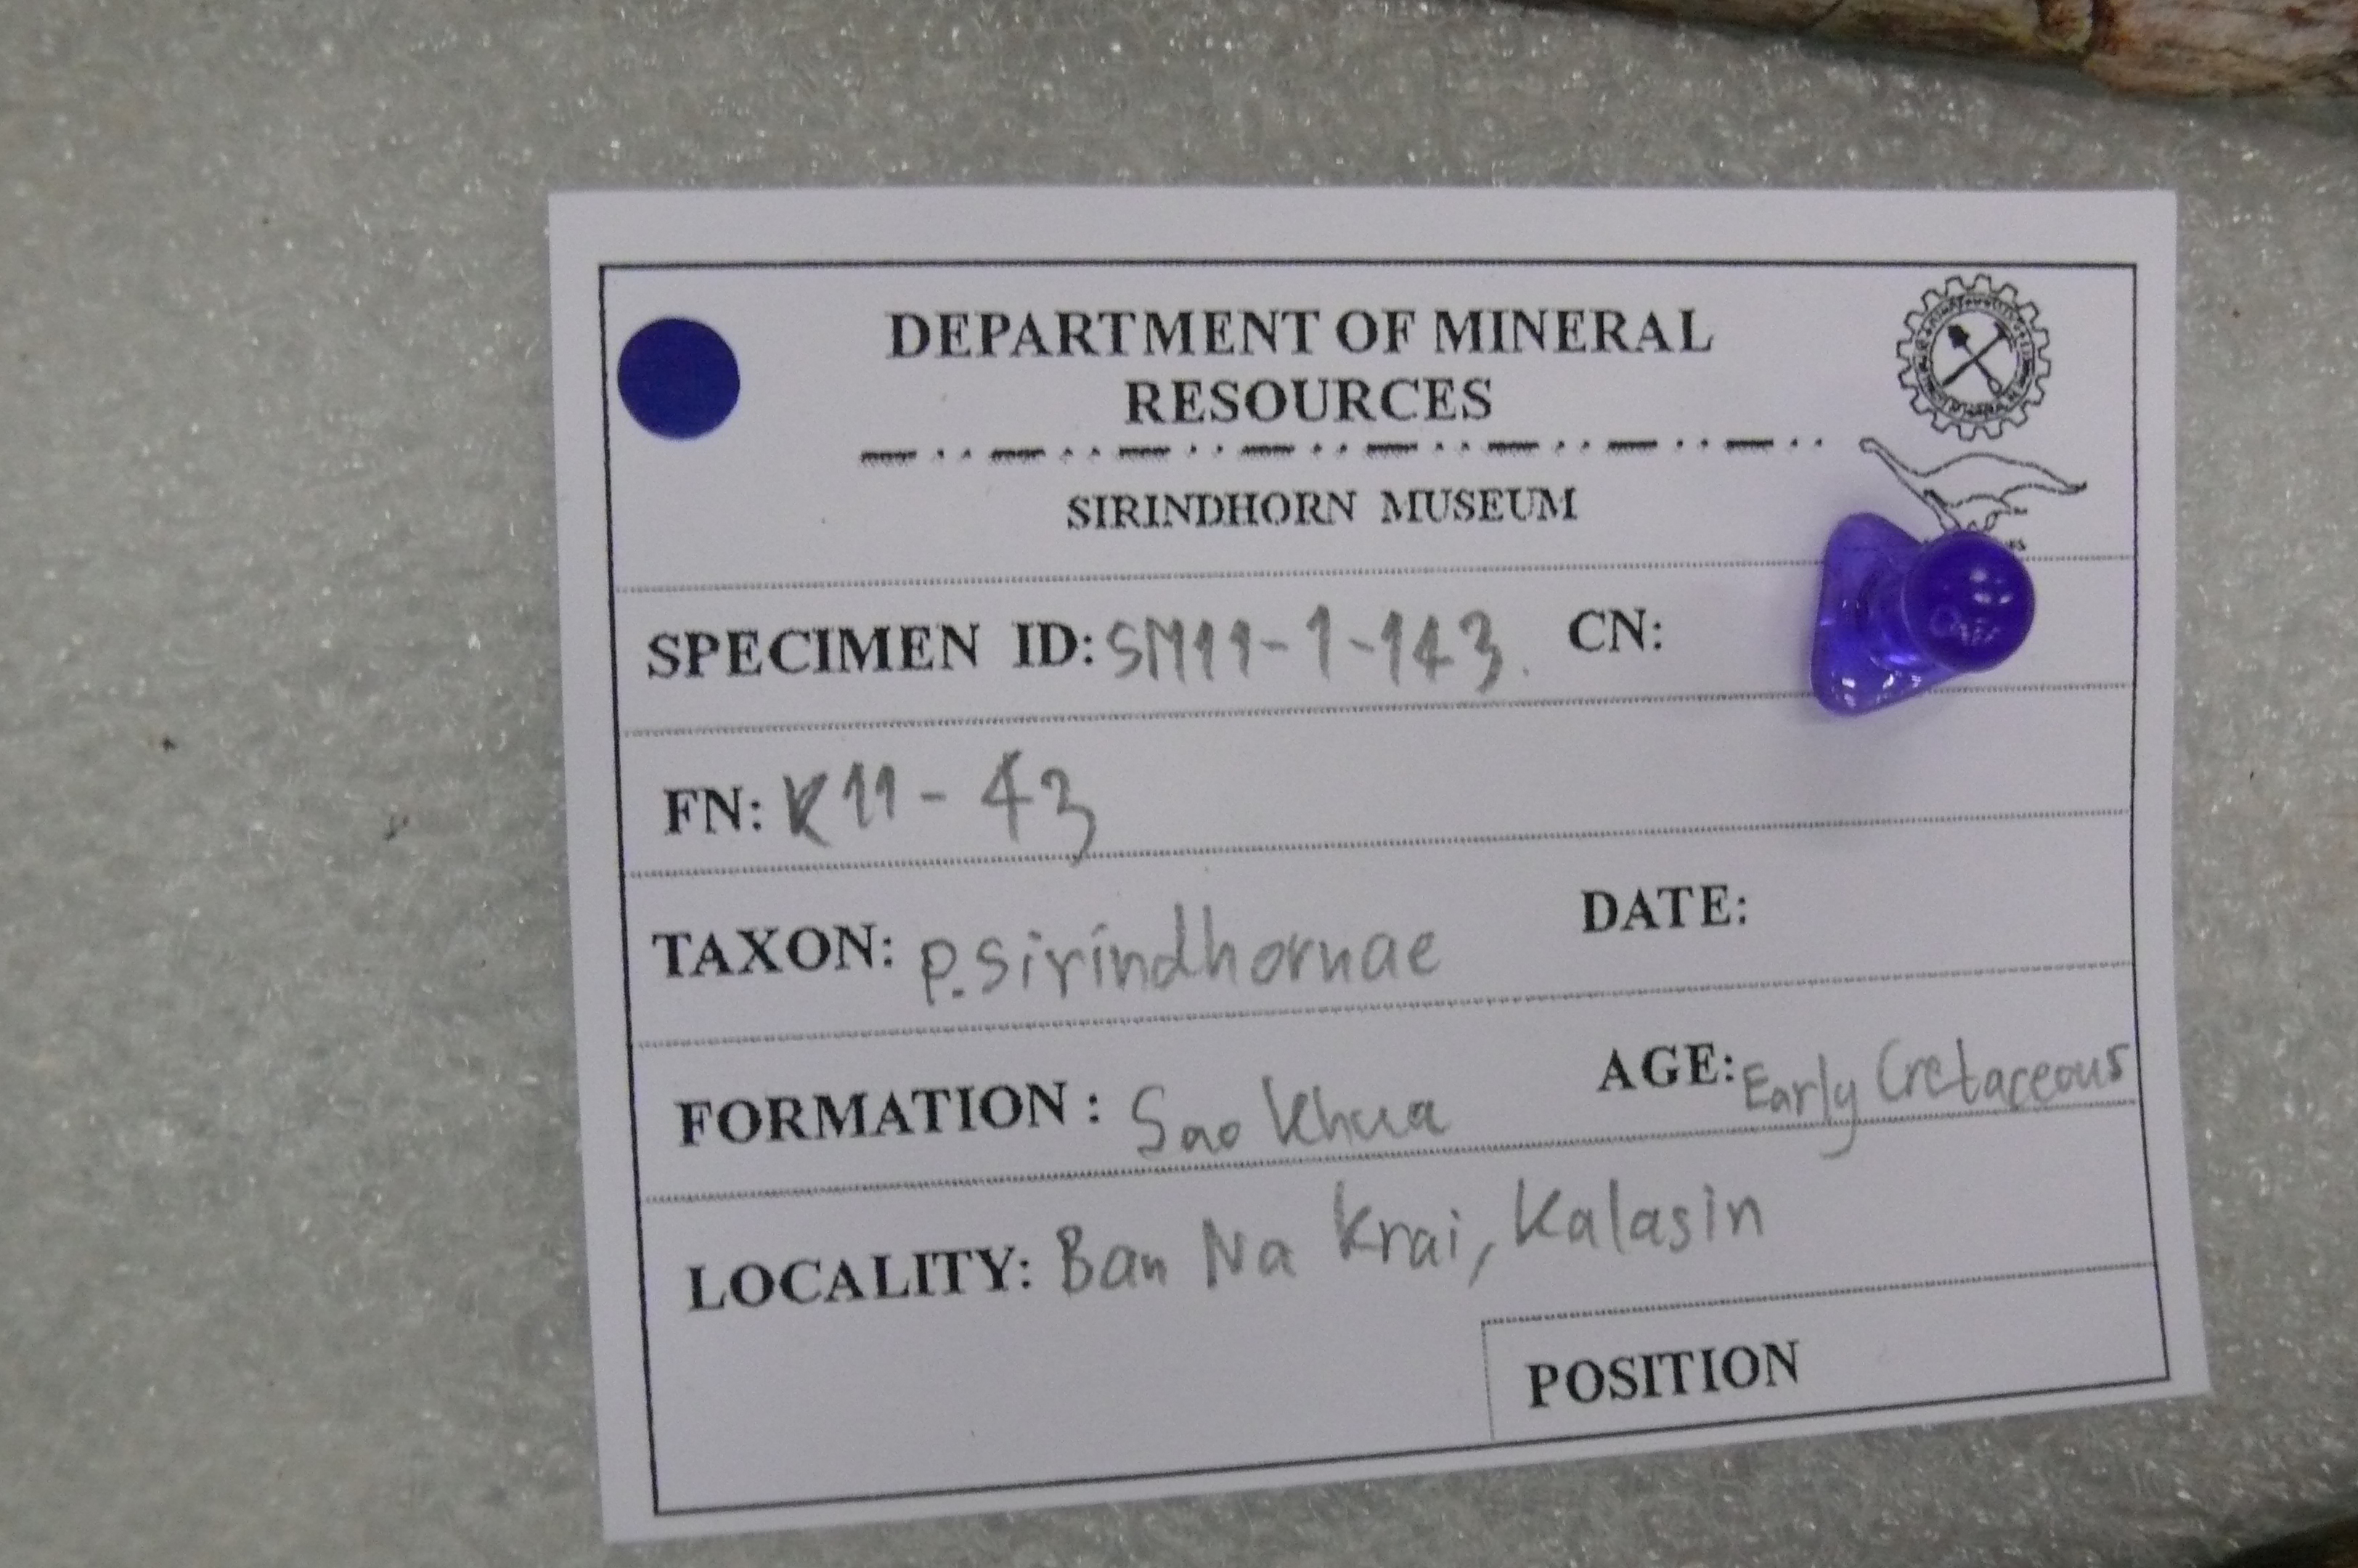 DEPARTMENT OF MINERAL
RESOURCES
SIRINDHORN MUSEUM
SPECIMEN ID: SM11-1-143. CN:
FN: K11-43
TAXON: P.sirindhornae DATE:
FORMATION : Sao Khua AGE: Early Cretaceous
LOCALITY: Ban Na Krai, Kalasin
POSITION